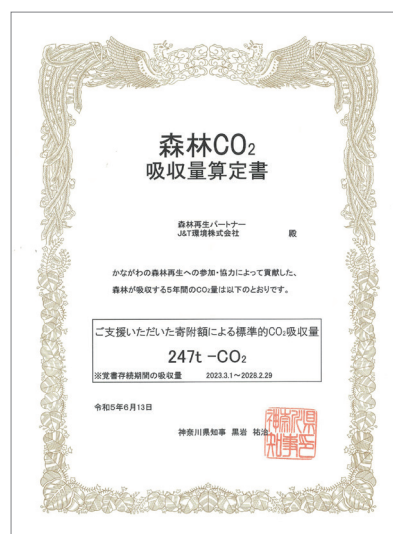 森林CO₂
吸収量算定書
森林再生パートナー
J&T環境株式会社 殿
かながわの森林再生への参加・協力によって貢献した、
森林が吸収する5年間のCO₂量は以下のとおりです。
ご支援いただいた寄附額による標準的CO₂吸収量
247t -CO₂
※覚書存続期間の吸収量 2023.3.1～2028.2.29
令和5年6月13日
神奈川県知事 黒岩 祐治
神奈川県知事印